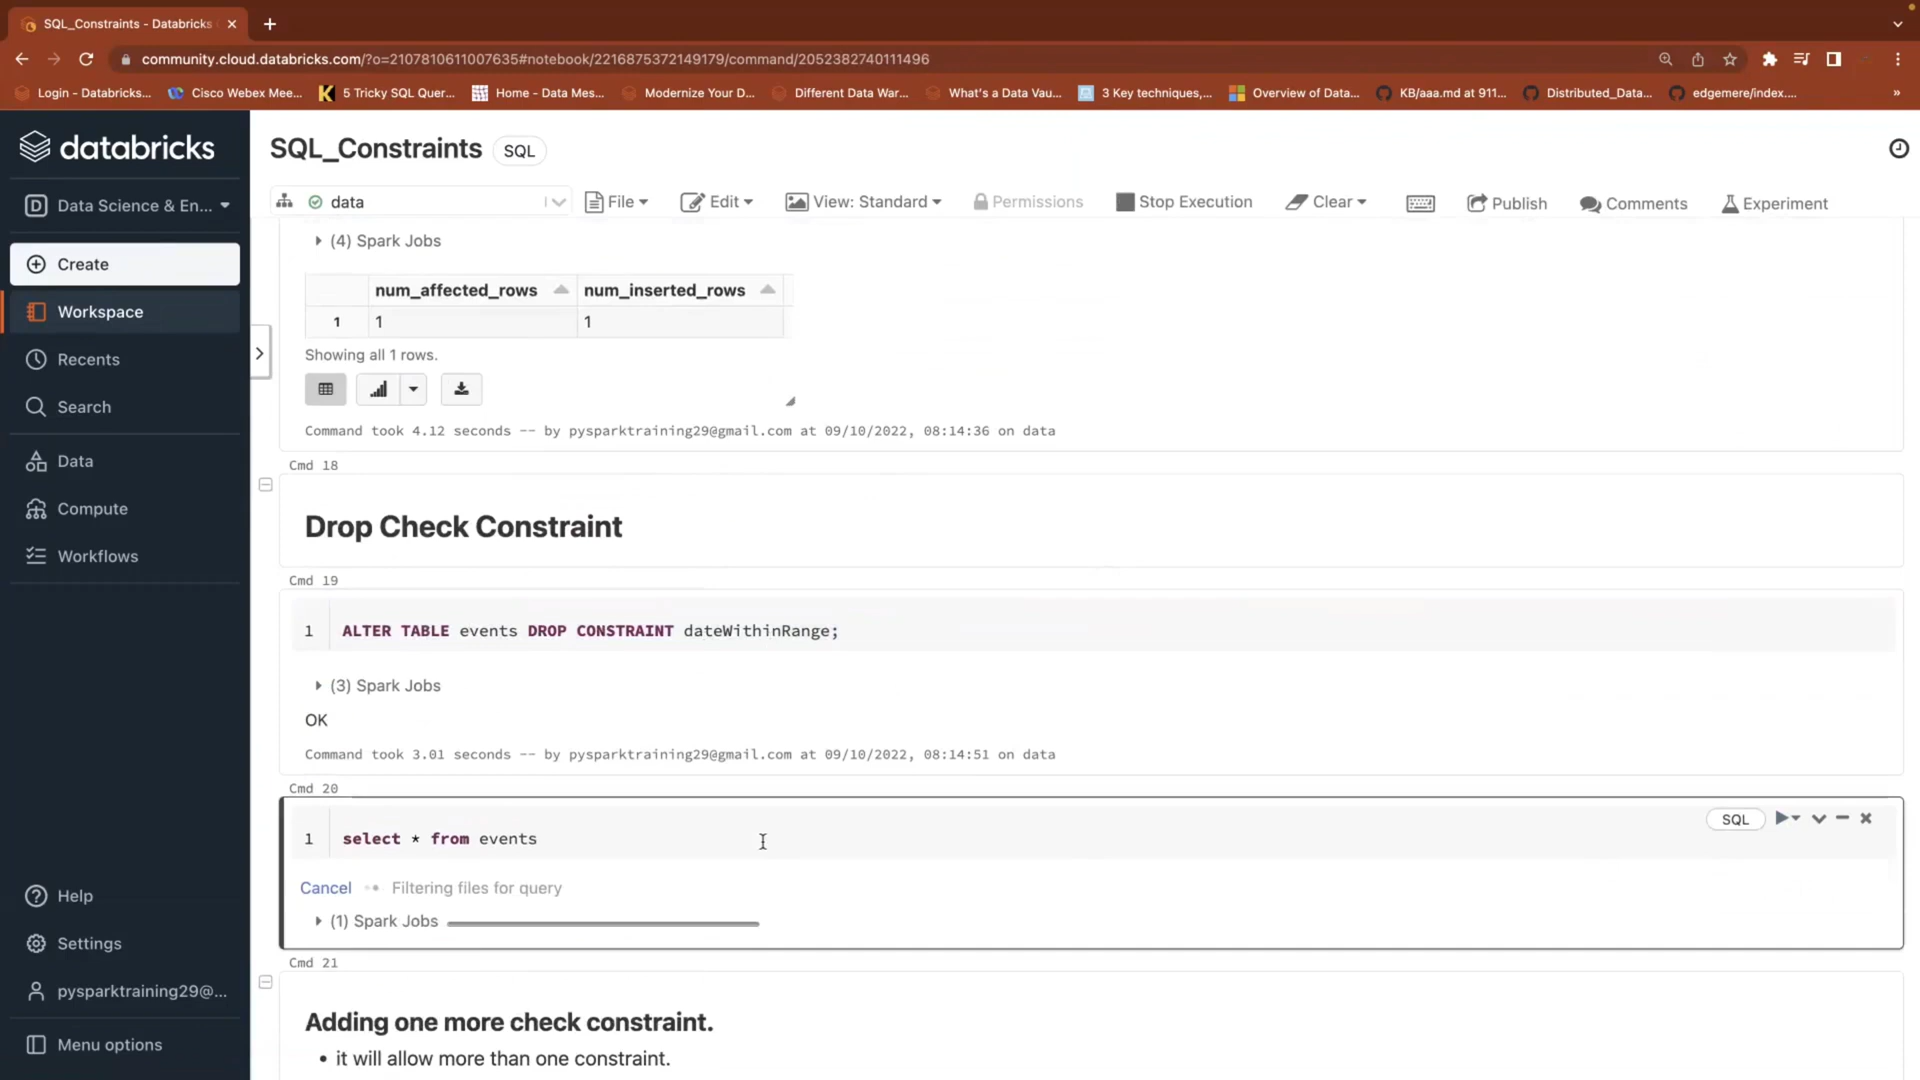 SQL_Constraints - Databricks
community.cloud.databricks.com/?o=2107810611007635#notebook/2216875372149179/command/2052382740111496
Login - Databricks... Cisco Webex Mee... 5 Tricky SQL Quer... Home - Data Mes... Modernize Your D... Different Data War... What's a Data Vau... 3 Key techniques,... Overview of Data... KB/aaa.md at 911... Distributed_Data... edgemere/index.... »
databricks
Data Science & En...
Create
Workspace
Recents
Search
Data
Compute
Workflows
Help
Settings
pysparktraining29@...
Menu options
SQL_Constraints SQL
data File Edit View: Standard Permissions Stop Execution Clear Publish Comments Experiment
(4) Spark Jobs
num_affected_rows num_inserted_rows
1 1 1
Showing all 1 rows.
Command took 4.12 seconds -- by pysparktraining29@gmail.com at 09/10/2022, 08:14:36 on data
Cmd 18
Drop Check Constraint
Cmd 19
1 ALTER TABLE events DROP CONSTRAINT dateWithinRange;
(3) Spark Jobs
OK
Command took 3.01 seconds -- by pysparktraining29@gmail.com at 09/10/2022, 08:14:51 on data
Cmd 20
SQL
1 select * from events
Cancel Filtering files for query
(1) Spark Jobs
Cmd 21
Adding one more check constraint.
• it will allow more than one constraint.